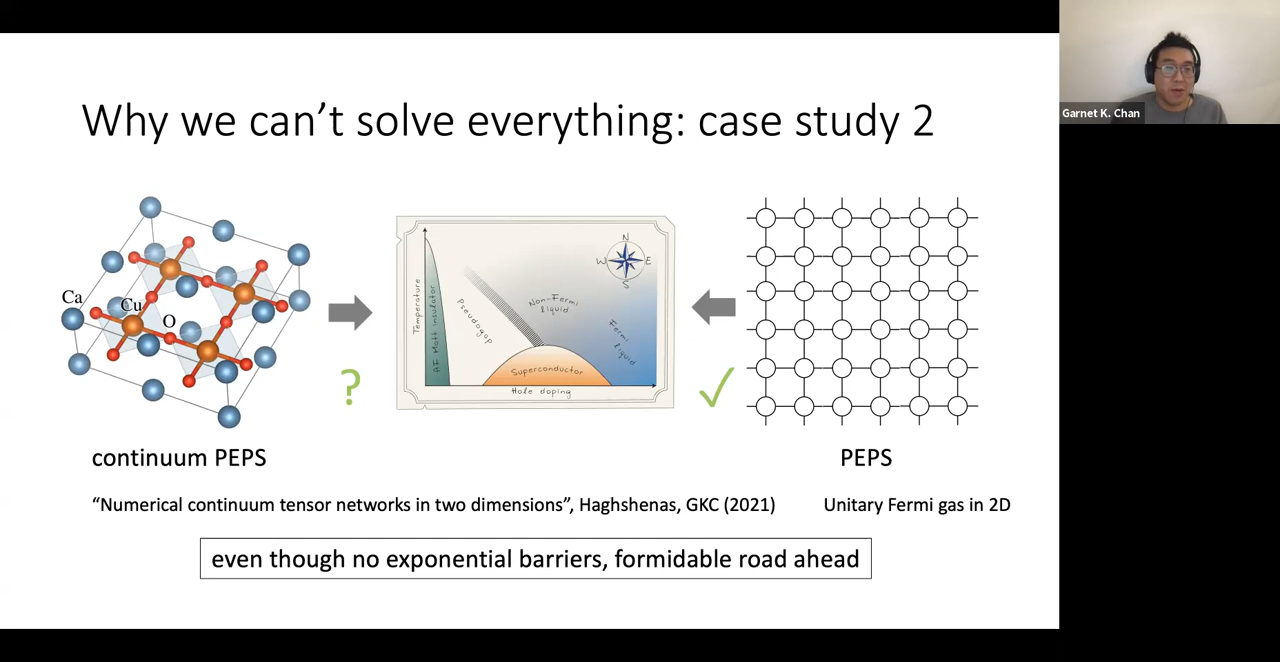 Why we can't solve everything: case study 2
Garnet K. Chan
Ca
Cu
O
?
Temperature
AF Mott insulator
Pseudogap
Non-Fermi
liquid
Fermi
liquid
Superconductor
Hole doping
N
W
E
S
✓
continuum PEPS
PEPS
“Numerical continuum tensor networks in two dimensions”, Haghshenas, GKC (2021)
Unitary Fermi gas in 2D
even though no exponential barriers, formidable road ahead